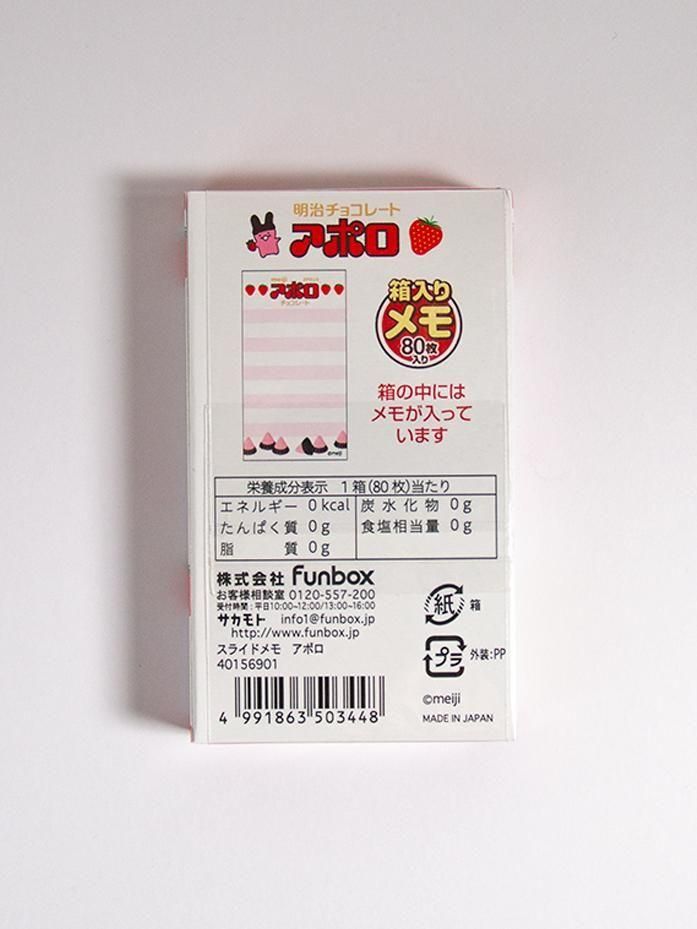 明治チョコレート
アポロ
meiji
アポロ
チョコレート
©meiji
箱入り
メモ
80枚
入り
箱の中には
メモが入って
います
栄養成分表示 1箱(80枚)当たり
エネルギー 0kcal 炭水化物 0g
たんぱく質 0g 食塩相当量 0g
脂質 0g
株式会社 funbox
お客様相談室 0120-557-200
受付時間:平日10:00~12:00/13:00~16:00
サカモト info1@funbox.jp
http://www.funbox.jp
スライドメモ アポロ
40156901
4 991863 503448
紙 箱
プラ 外装:PP
©meiji
MADE IN JAPAN